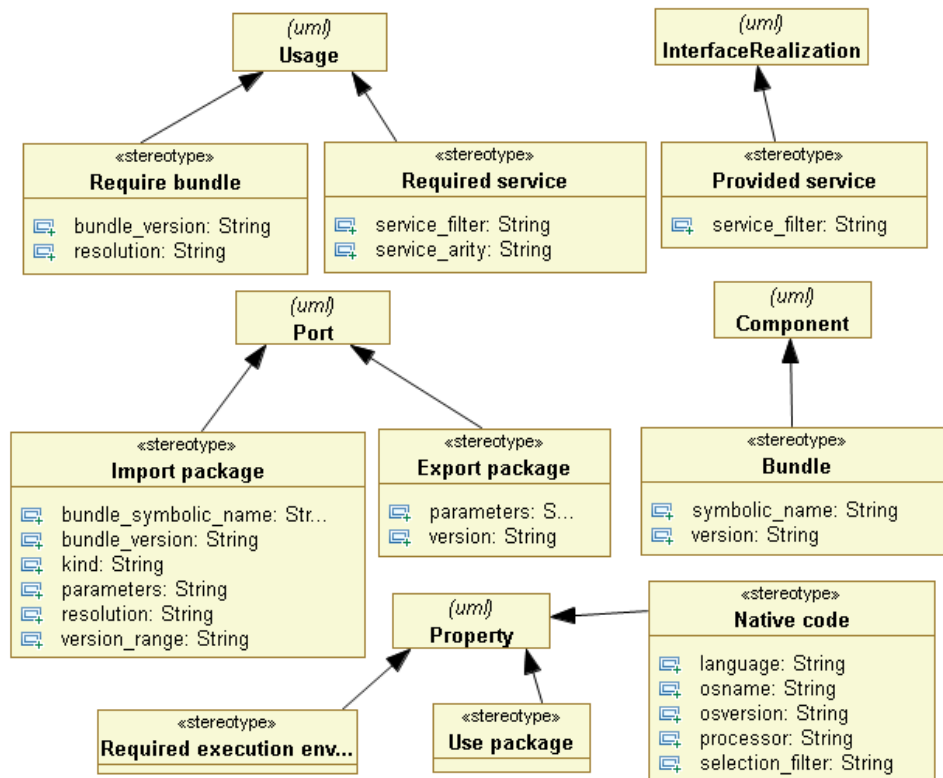 (uml)
Usage
(uml)
InterfaceRealization
«stereotype»
Require bundle
bundle_version: String
resolution: String
«stereotype»
Required service
service_filter: String
service_arity: String
«stereotype»
Provided service
service_filter: String
(uml)
Port
(uml)
Component
«stereotype»
Import package
bundle_symbolic_name: Str...
bundle_version: String
kind: String
parameters: String
resolution: String
version_range: String
«stereotype»
Export package
parameters: S...
version: String
«stereotype»
Bundle
symbolic_name: String
version: String
(uml)
Property
«stereotype»
Native code
language: String
osname: String
osversion: String
processor: String
selection_filter: String
«stereotype»
Required execution env...
«stereotype»
Use package